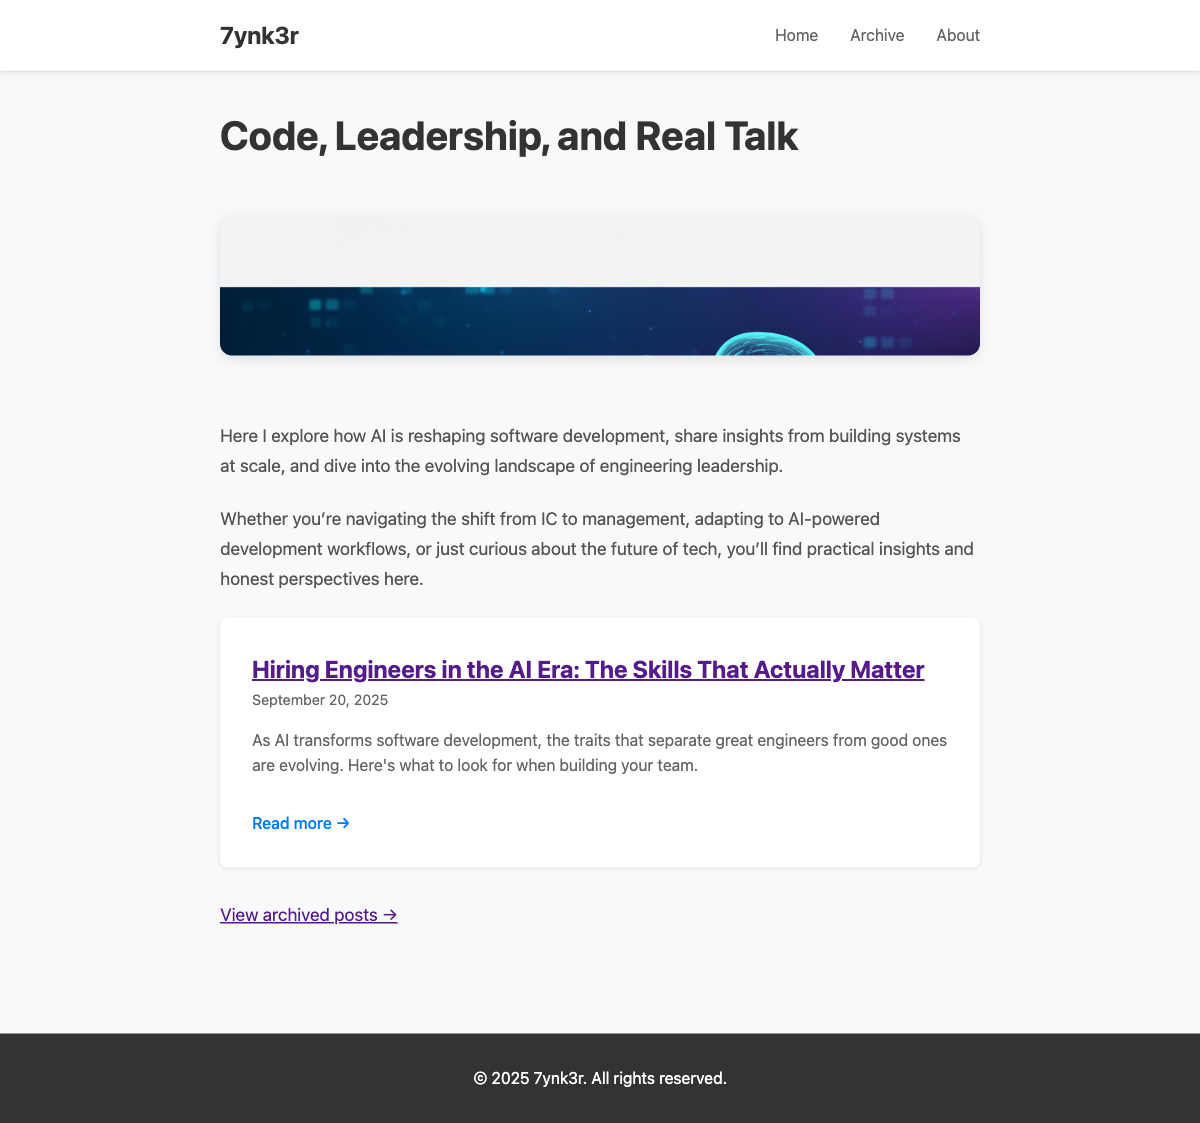 7ynk3r
Home
Archive
About
Code, Leadership, and Real Talk
Here I explore how AI is reshaping software development, share insights from building systems
at scale, and dive into the evolving landscape of engineering leadership.
Whether you’re navigating the shift from IC to management, adapting to AI-powered
development workflows, or just curious about the future of tech, you’ll find practical insights and
honest perspectives here.
Hiring Engineers in the AI Era: The Skills That Actually Matter
September 20, 2025
As AI transforms software development, the traits that separate great engineers from good ones
are evolving. Here's what to look for when building your team.
Read more →
View archived posts →
© 2025 7ynk3r. All rights reserved.